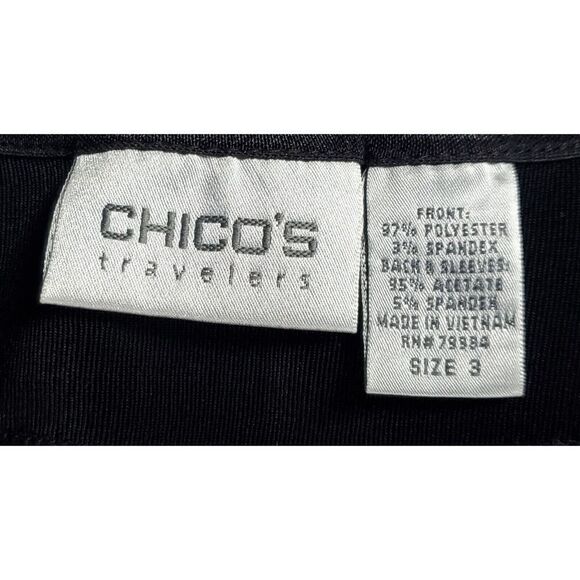 CHICO'S
travelers
FRONT:
97% POLYESTER
3% SPANDEX
BACK & SLEEVES:
95% ACETATE
5% SPANDEX
MADE IN VIETNAM
RN# 79984
SIZE 3